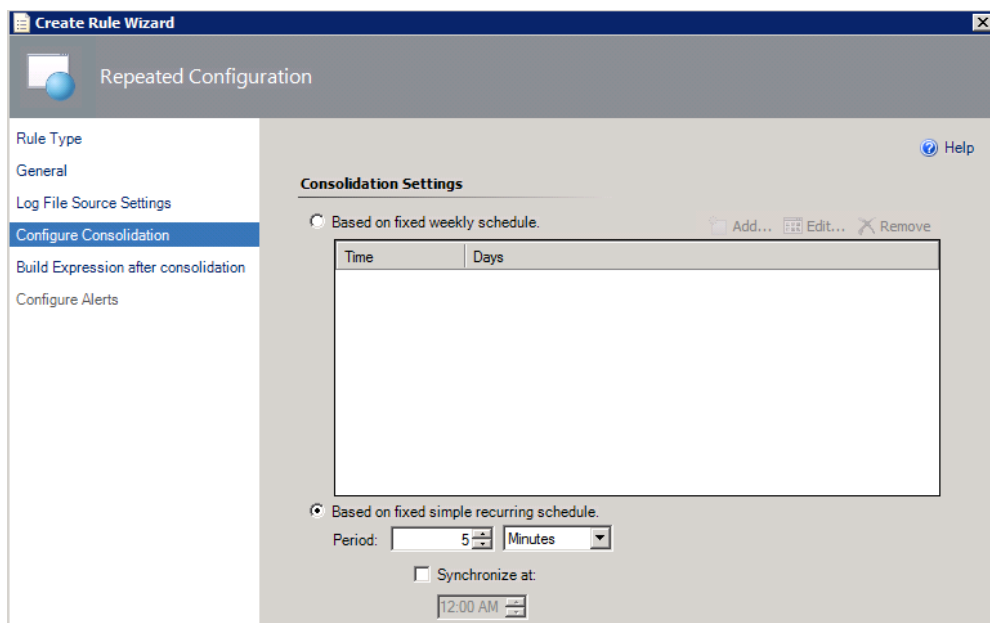 Create Rule Wizard
Repeated Configuration
Rule Type
General
Log File Source Settings
Configure Consolidation
Build Expression after consolidation
Configure Alerts
Help
Consolidation Settings
Based on fixed weekly schedule.
Add... Edit... Remove
Time Days
Based on fixed simple recurring schedule.
Period: 5 Minutes
Synchronize at:
12:00 AM